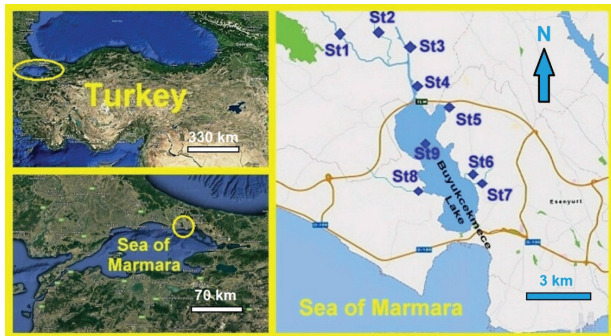 Turkey
330 km
Sea of
Marmara
70 km
St1
St2
St3
St4
St5
St6
St7
St8
St9
Buyukcekmece
Lake
Esenyurt
N
3 km
Sea of Marmara